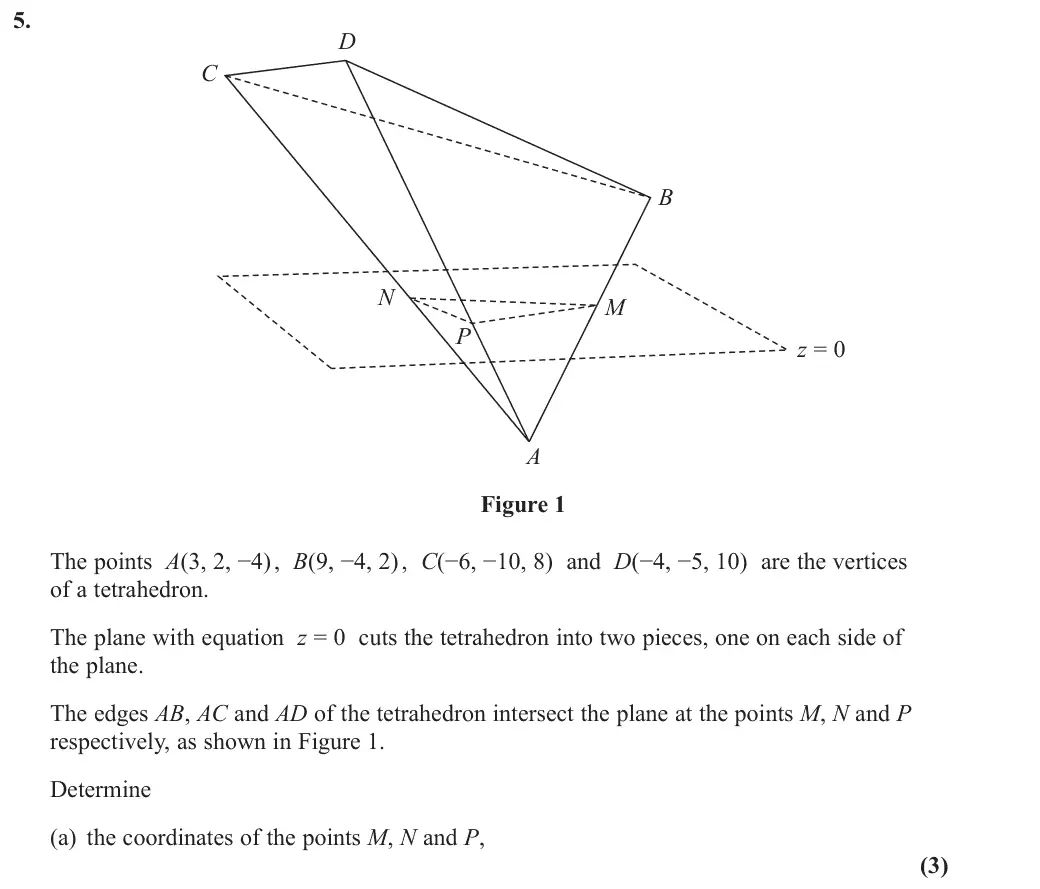 5.
D
C
B
N
M
P
z = 0
A
Figure 1
The points A(3, 2, −4), B(9, −4, 2), C(−6, −10, 8) and D(−4, −5, 10) are the vertices
of a tetrahedron.
The plane with equation z = 0 cuts the tetrahedron into two pieces, one on each side of
the plane.
The edges AB, AC and AD of the tetrahedron intersect the plane at the points M, N and P
respectively, as shown in Figure 1.
Determine
(a) the coordinates of the points M, N and P,
(3)